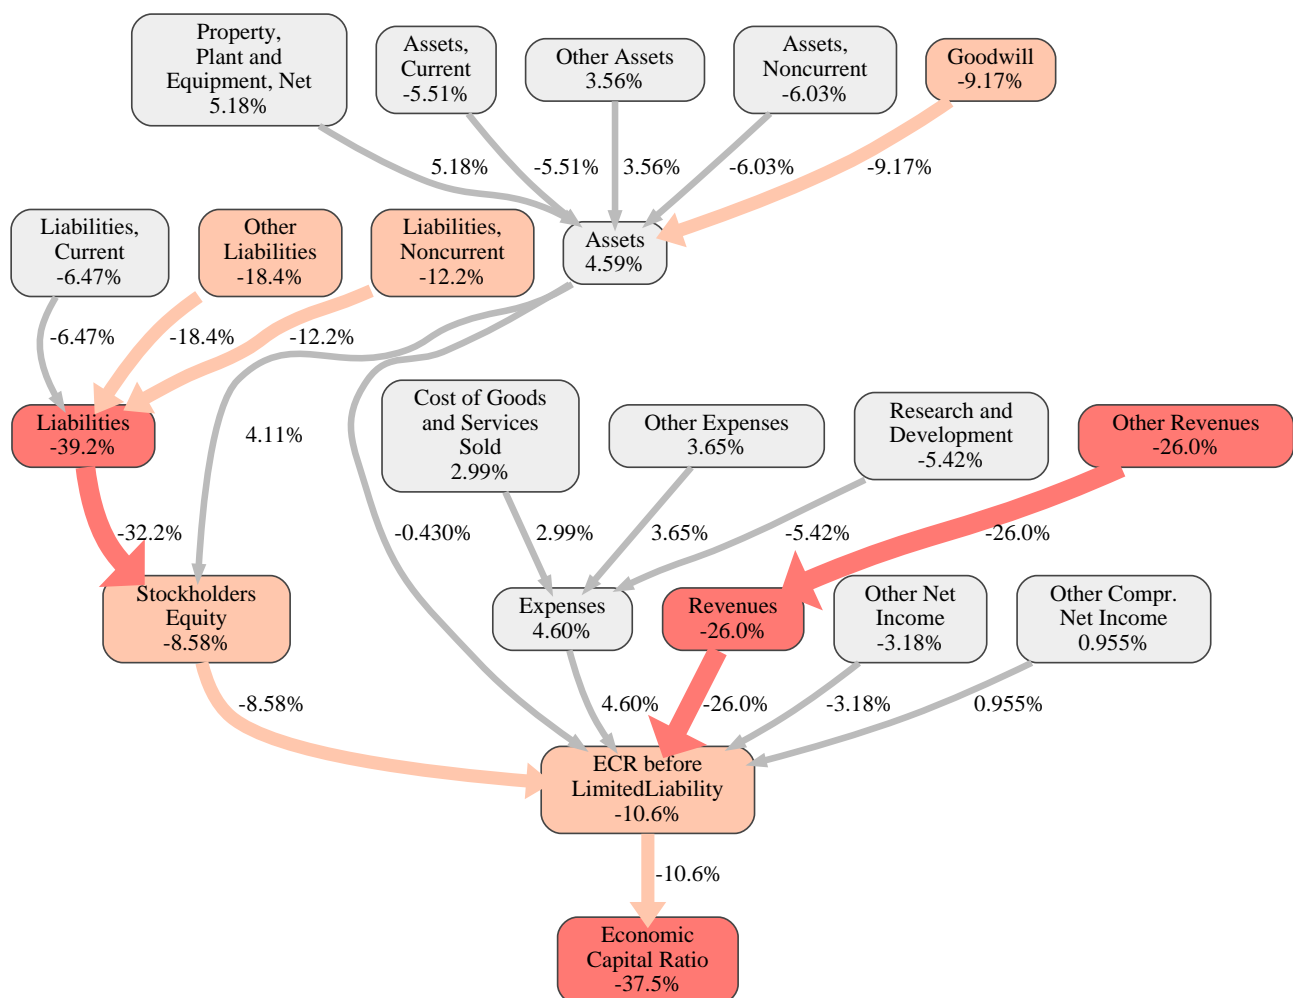 Property,
Plant and
Equipment, Net
5.18%
Assets,
Current
-5.51%
Other Assets
3.56%
Assets,
Noncurrent
-6.03%
Goodwill
-9.17%
5.18%
-5.51%
3.56%
-6.03%
-9.17%
Liabilities,
Current
-6.47%
Other
Liabilities
-18.4%
Liabilities,
Noncurrent
-12.2%
Assets
4.59%
-6.47%
-18.4%
-12.2%
Liabilities
-39.2%
4.11%
Cost of Goods
and Services
Sold
2.99%
Other Expenses
3.65%
Research and
Development
-5.42%
Other Revenues
-26.0%
-32.2%
-0.430%
2.99%
3.65%
-5.42%
-26.0%
Stockholders
Equity
-8.58%
Expenses
4.60%
Revenues
-26.0%
Other Net
Income
-3.18%
Other Compr.
Net Income
0.955%
-8.58%
4.60%
-26.0%
-3.18%
0.955%
ECR before
LimitedLiability
-10.6%
-10.6%
Economic
Capital Ratio
-37.5%